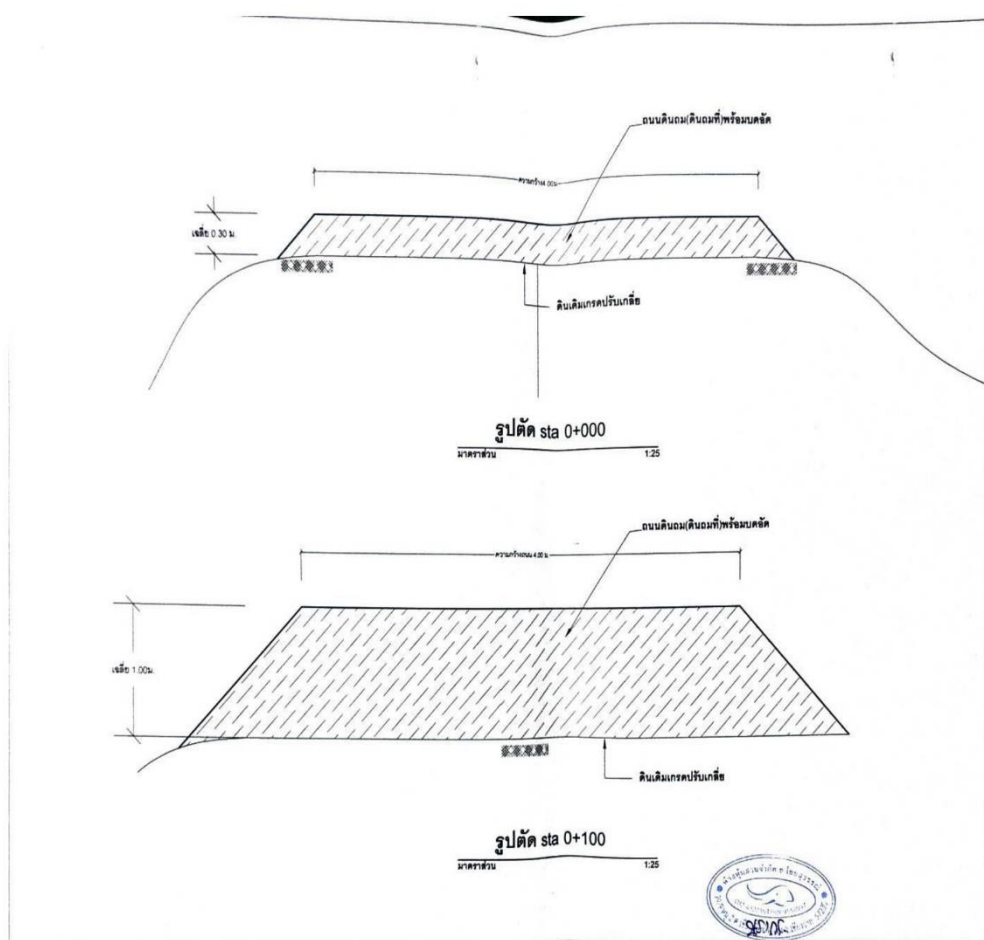 ถนนดินถม(ดินถมที่)พร้อมบดอัด
เฉลี่ย 0.30 ม.
ดินเดิมเกรดปรับเกลี่ย
รูปตัด sta 0+000
มาตราส่วน 1:25
ถนนดินถม(ดินถมที่)พร้อมบดอัด
ความกว้างถนน 4.00 ม.
เฉลี่ย 1.00ม.
ดินเดิมเกรดปรับเกลี่ย
รูปตัด sta 0+100
มาตราส่วน 1:25